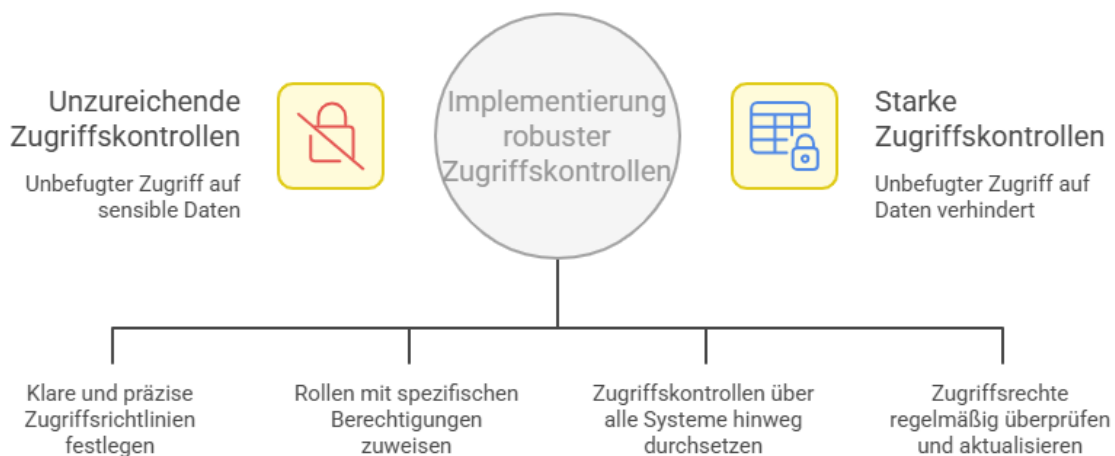 Unzureichende
Zugriffskontrollen
Unbefugter Zugriff auf
sensible Daten
Implementierung
robuster
Zugriffskontrollen
Starke
Zugriffskontrollen
Unbefugter Zugriff auf
Daten verhindert
Klare und präzise
Zugriffsrichtlinien
festlegen
Rollen mit spezifischen
Berechtigungen
zuweisen
Zugriffskontrollen über
alle Systeme hinweg
durchsetzen
Zugriffsrechte
regelmäßig überprüfen
und aktualisieren